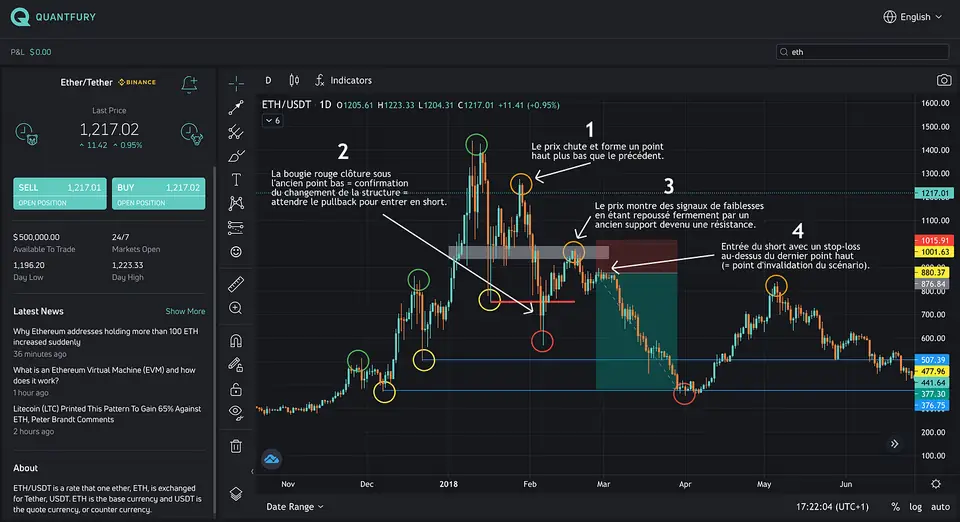 QUANTFURY
English
P&L $ 0.00
eth
Ether/Tether BINANCE
Last Price
1,217.02
11.42 0.95%
SELL 1,217.01
OPEN POSITION
BUY 1,217.02
OPEN POSITION
$ 500,000.00
Available To Trade
24/7
Markets Open
1,196.20
Day Low
1,223.33
Day High
Latest News Show More
Why Ethereum addresses holding more than 100 ETH
increased suddenly
36 minutes ago
What is an Ethereum Virtual Machine (EVM) and how
does it work?
1 hour ago
Litecoin (LTC) Printed This Pattern To Gain 65% Against
ETH, Peter Brandt Comments
2 hours ago
About
ETH/USDT is a rate that one ether, ETH, is exchanged
for Tether, USDT. ETH is the base currency and USDT is
the quote currency, or counter currency.
D Indicators
ETH/USDT · 1D O1205.61 H1223.33 L1204.31 C1217.01 +11.41 (+0.95%)
6
1
Le prix chute et forme un point
haut plus bas que le précédent.
2
La bougie rouge clôture sous
l'ancien point bas = confirmation
du changement de la structure =
attendre le pullback pour entrer en short.
3
Le prix montre des signaux de faiblesses
en étant repoussé fermement par un
ancien support devenu une résistance.
4
Entrée du short avec un stop-loss
au-dessus du dernier point haut
(= point d'invalidation du scénario).
1600.00
1500.00
1400.00
1300.00
1217.01
1100.00
1015.91
1001.63
880.37
876.84
800.00
700.00
600.00
507.39
477.96
441.64
377.30
376.75
200.00
100.00
0.00
Nov Dec 2018 Feb Mar Apr May Jun
Date Range 17:22:04 (UTC+1) % log auto